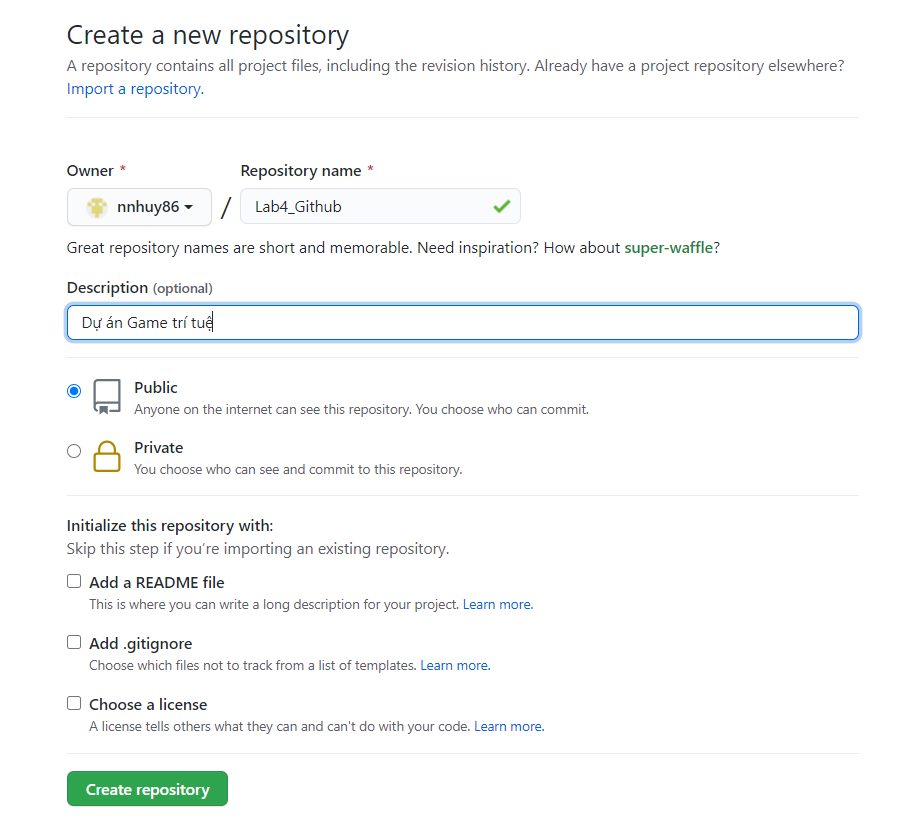 Create a new repository
A repository contains all project files, including the revision history. Already have a project repository elsewhere?
Import a repository.
Owner * Repository name *
nnhuy86 / Lab4_Github
Great repository names are short and memorable. Need inspiration? How about super-waffle?
Description (optional)
Dự án Game trí tuệ
Public
Anyone on the internet can see this repository. You choose who can commit.
Private
You choose who can see and commit to this repository.
Initialize this repository with:
Skip this step if you're importing an existing repository.
Add a README file
This is where you can write a long description for your project. Learn more.
Add .gitignore
Choose which files not to track from a list of templates. Learn more.
Choose a license
A license tells others what they can and can't do with your code. Learn more.
Create repository